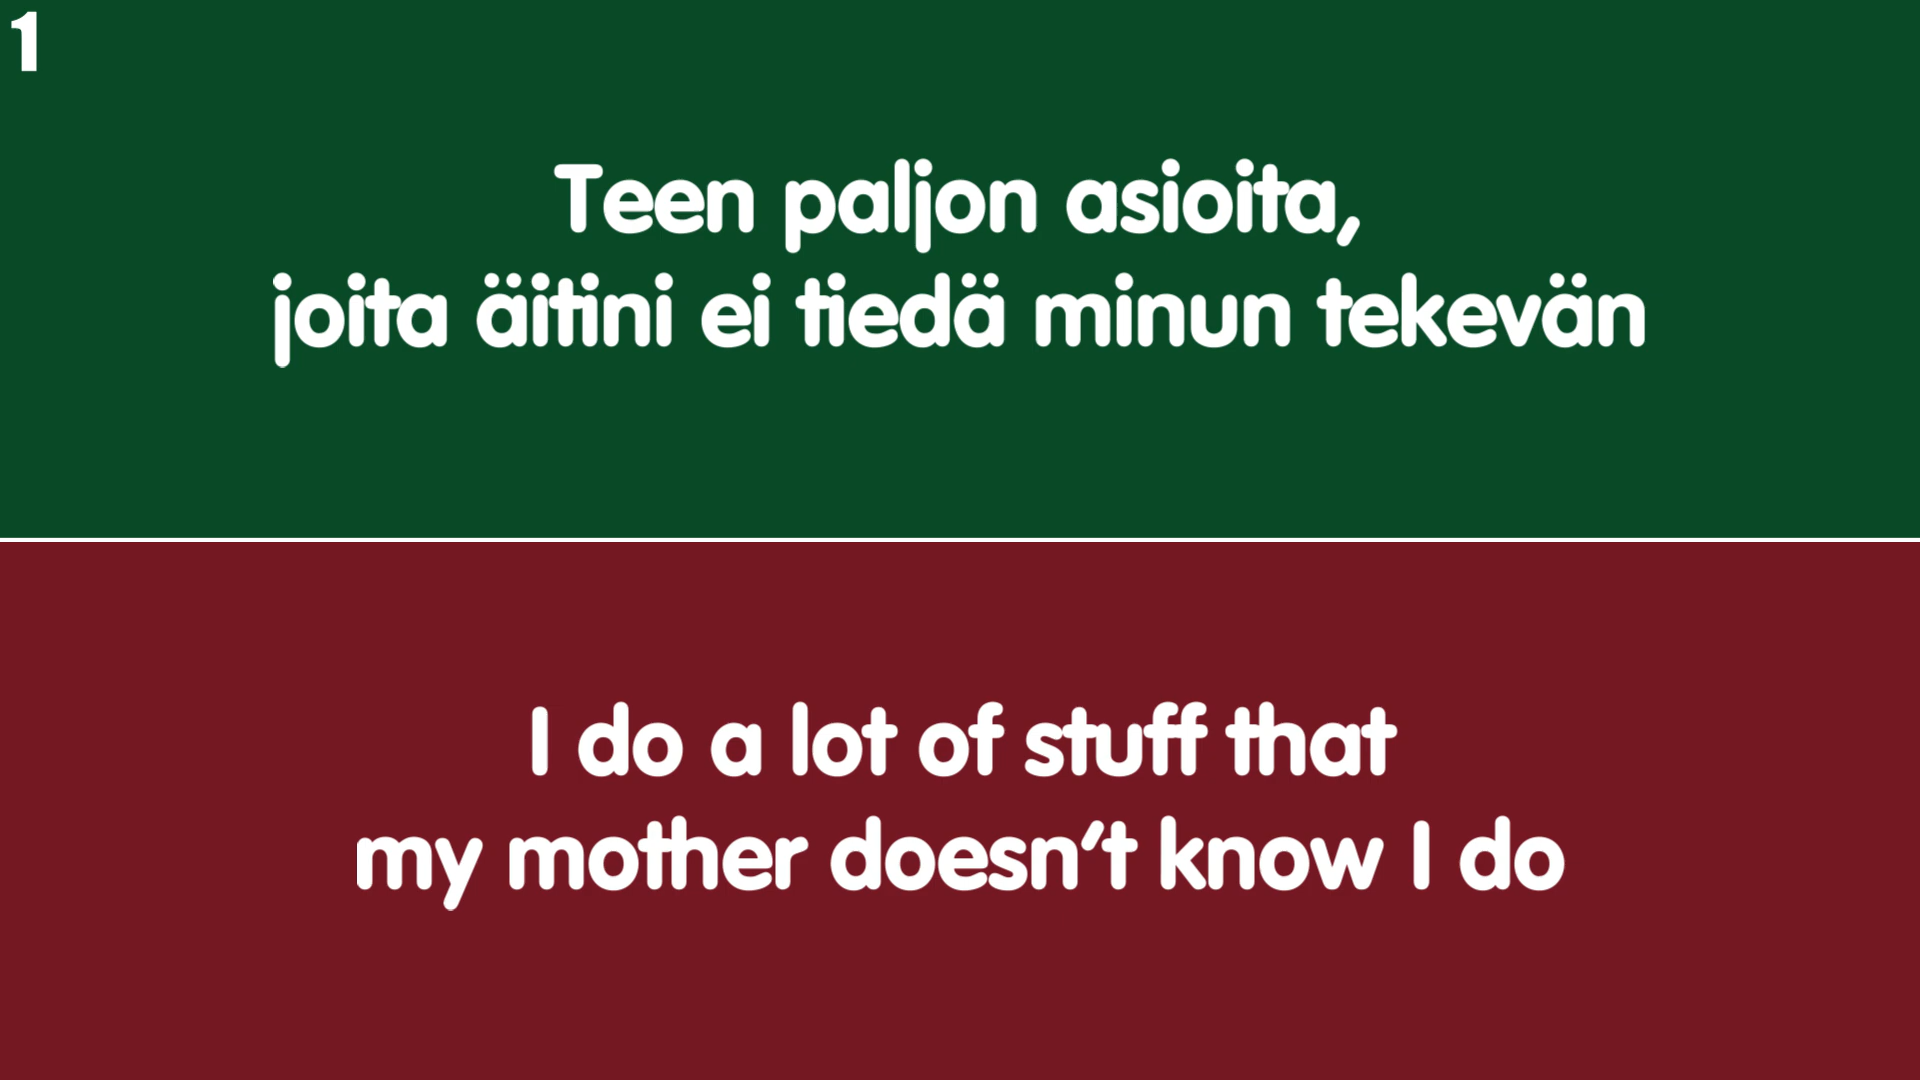 1
Teen paljon asioita,
joita äitini ei tiedä minun tekevän
I do a lot of stuff that
my mother doesn't know I do